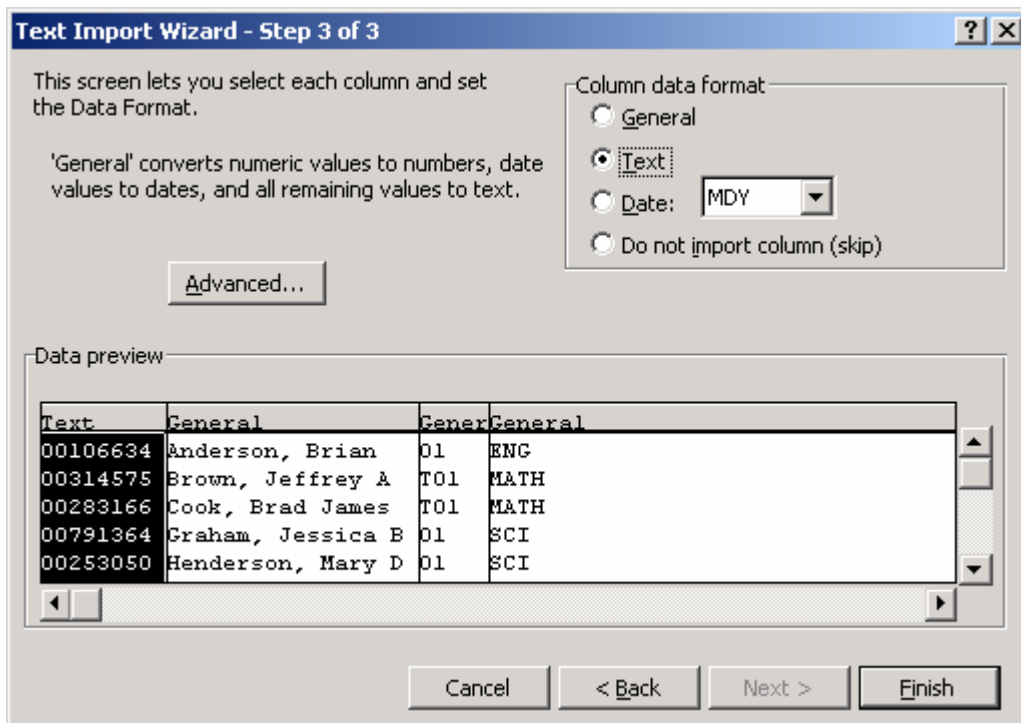 Text Import Wizard - Step 3 of 3
This screen lets you select each column and set
the Data Format.
'General' converts numeric values to numbers, date
values to dates, and all remaining values to text.
Advanced...
Column data format
General
Text
Date: MDY
Do not import column (skip)
Data preview
Text General Gener General
00106634 Anderson, Brian 01 ENG
00314575 Brown, Jeffrey A T01 MATH
00283166 Cook, Brad James T01 MATH
00791364 Graham, Jessica B 01 SCI
00253050 Henderson, Mary D 01 SCI
Cancel < Back Next > Finish